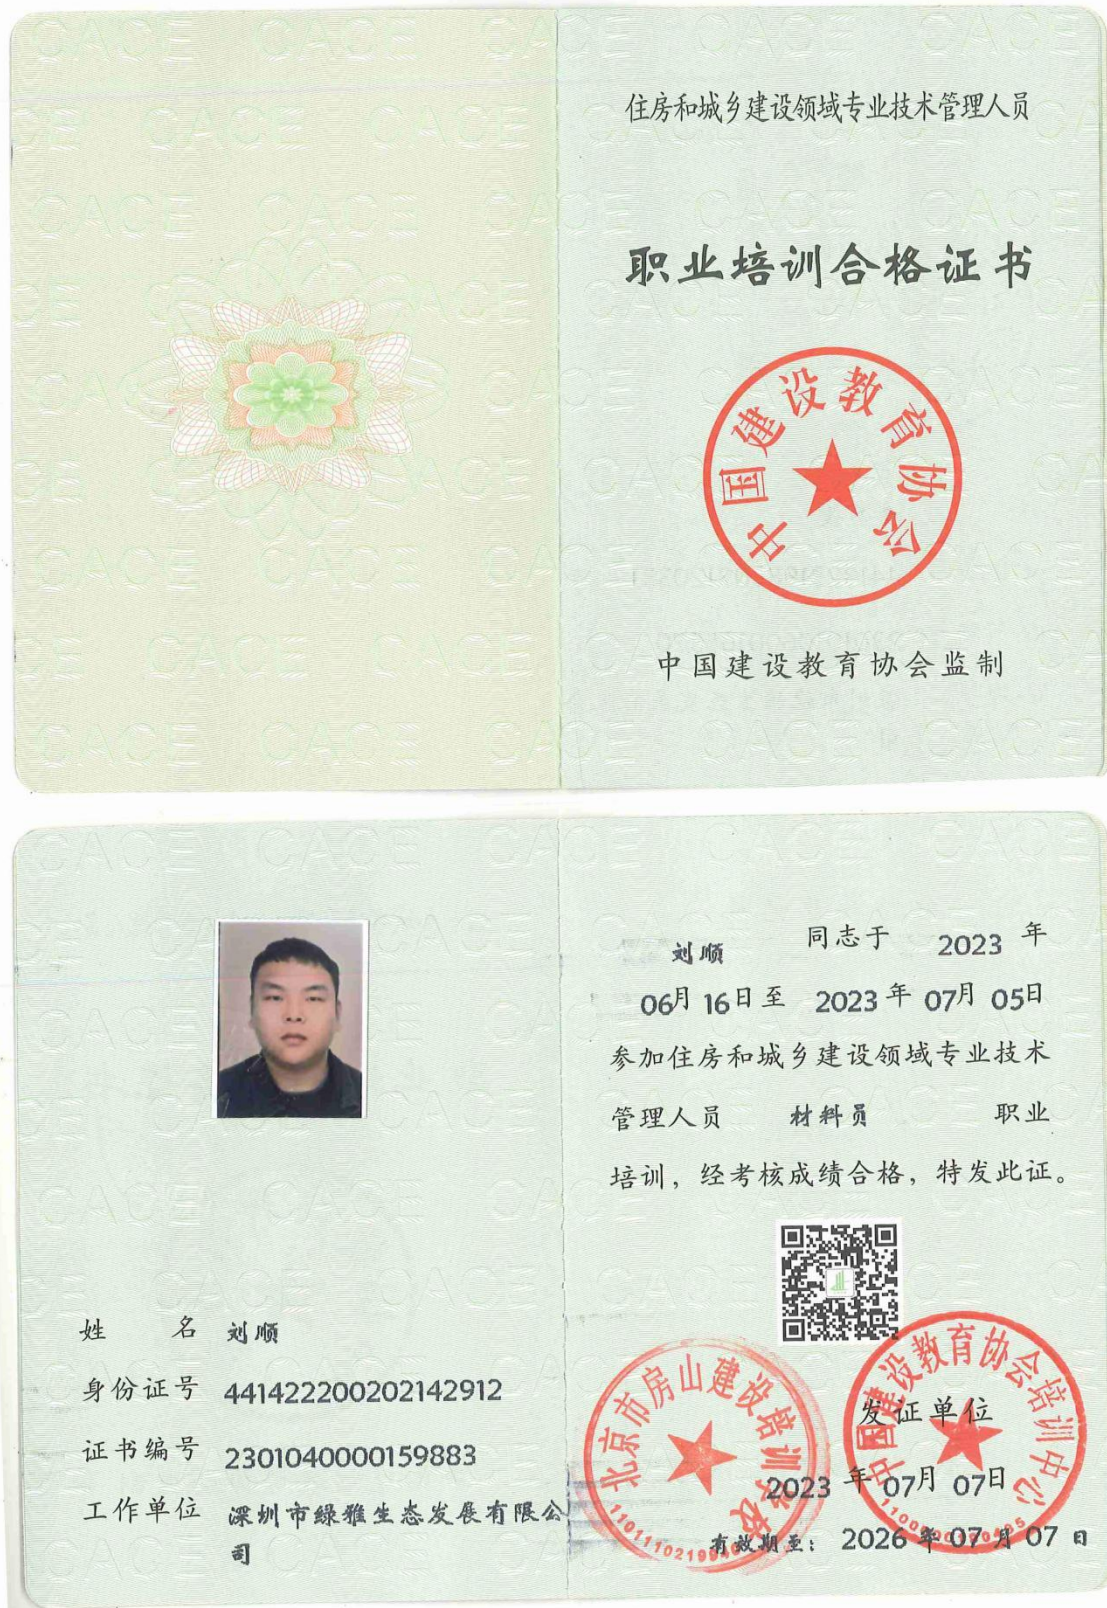 住房和城乡建设领域专业技术管理人员
职业培训合格证书
中国建设教育协会
中国建设教育协会监制
姓 名 刘顺
身份证号 441422200202142912
证书编号 2301040000159883
工作单位 深圳市緑雅生态发展有限公
司
刘顺 同志于 2023 年
06月 16日至 2023 年 07月 05日
参加住房和城乡建设领域专业技术
管理人员 材料员 职业
培训，经考核成绩合格，特发此证。
北京市房山建设培训学校
中国建设教育协会培训中心
发证单位
2023 年 07月 07日
有效期至： 2026 年 07 月 07 日
CACE